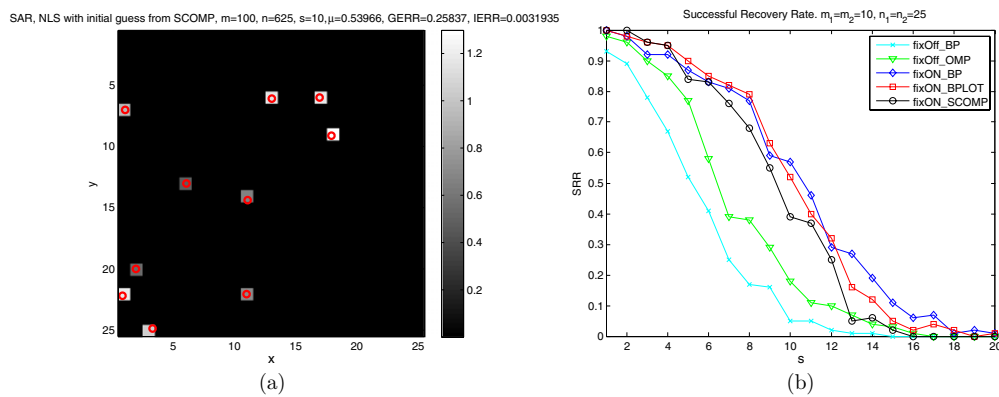 SAR, NLS with initial guess from SCOMP, m=100, n=625, s=10,μ=0.53966, GERR=0.25837, IERR=0.0031935
5
10
15
20
25
y
5
10
15
20
25
x
1.2
1
0.8
0.6
0.4
0.2
(a)
Successful Recovery Rate. m₁=m₂=10, n₁=n₂=25
1
0.9
0.8
0.7
0.6
0.5
0.4
0.3
0.2
0.1
0
SRR
2
4
6
8
10
12
14
16
18
20
s
fixOff_BP
fixOff_OMP
fixON_BP
fixON_BPLOT
fixON_SCOMP
(b)